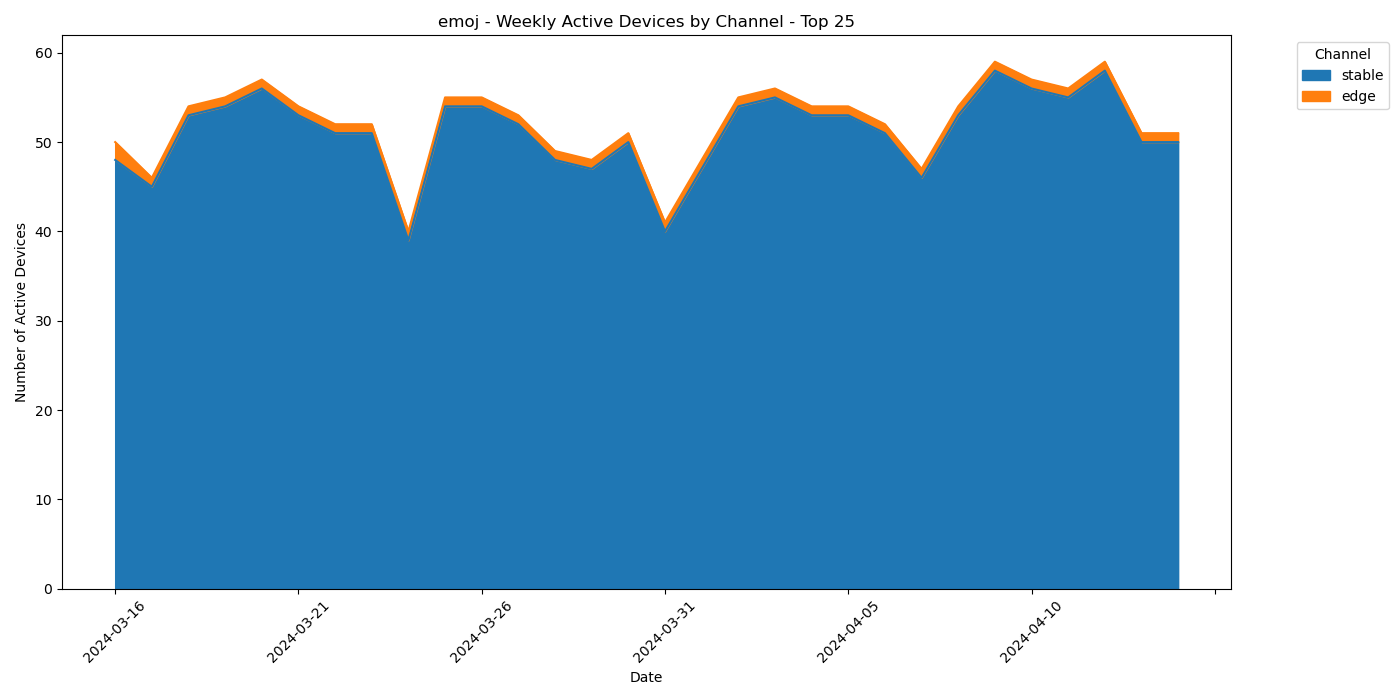 emoj - Weekly Active Devices by Channel - Top 25
Channel
stable
edge
60
50
40
30
20
10
0
Number of Active Devices
2024-03-16
2024-03-21
2024-03-26
2024-03-31
2024-04-05
2024-04-10
Date